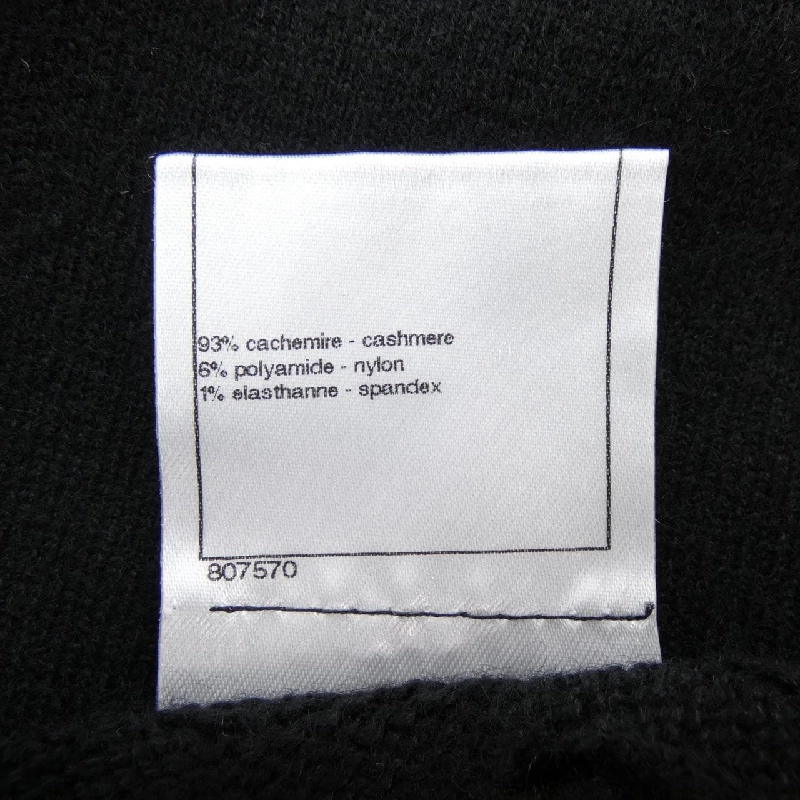 93% cachemire - cashmere
6% polyamide - nylon
1% elasthanne - spandex
807570